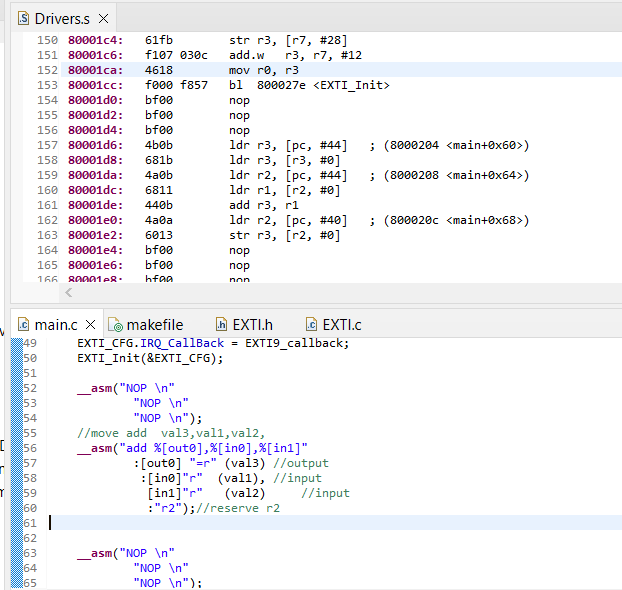 Drivers.s
150 80001c4: 61fb str r3, [r7, #28]
151 80001c6: f107 030c add.w r3, r7, #12
152 80001ca: 4618 mov r0, r3
153 80001cc: f000 f857 bl 800027e <EXTI_Init>
154 80001d0: bf00 nop
155 80001d2: bf00 nop
156 80001d4: bf00 nop
157 80001d6: 4b0b ldr r3, [pc, #44] ; (8000204 <main+0x60>)
158 80001d8: 681b ldr r3, [r3, #0]
159 80001da: 4a0b ldr r2, [pc, #44] ; (8000208 <main+0x64>)
160 80001dc: 6811 ldr r1, [r2, #0]
161 80001de: 440b add r3, r1
162 80001e0: 4a0a ldr r2, [pc, #40] ; (800020c <main+0x68>)
163 80001e2: 6013 str r3, [r2, #0]
164 80001e4: bf00 nop
165 80001e6: bf00 nop
166 80001e8: bf00 nop
main.c makefile EXTI.h EXTI.c
49 EXTI_CFG.IRQ_CallBack = EXTI9_callback;
50 EXTI_Init(&EXTI_CFG);
51
52 __asm("NOP \n"
53 "NOP \n"
54 "NOP \n");
55 //move add val3,val1,val2,
56 __asm("add %[out0],%[in0],%[in1]"
57 :[out0] "=r" (val3) //output
58 :[in0]"r" (val1), //input
59 [in1]"r" (val2) //input
60 :"r2");//reserve r2
61
62
63 __asm("NOP \n"
64 "NOP \n"
65 "NOP \n");